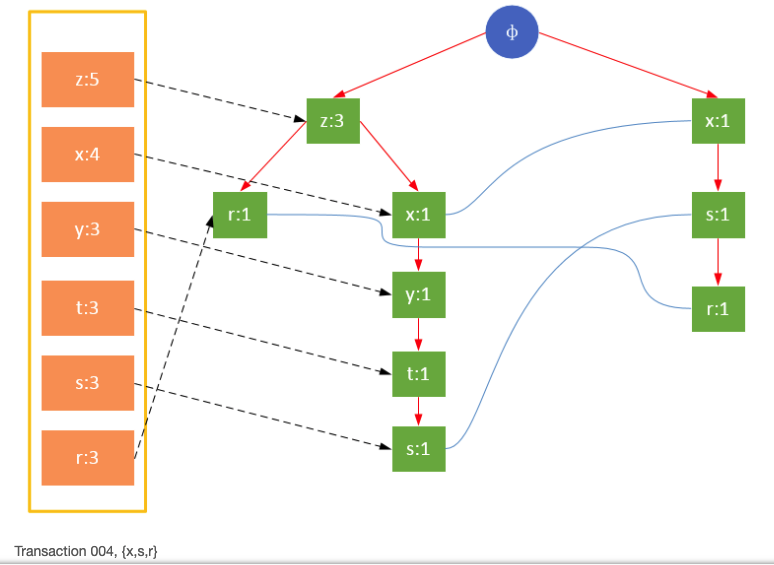 ф
z:5
z:3
x:1
x:4
r:1
x:1
s:1
y:3
y:1
t:3
r:1
t:1
s:3
s:1
r:3
Transaction 004, {x,s,r}